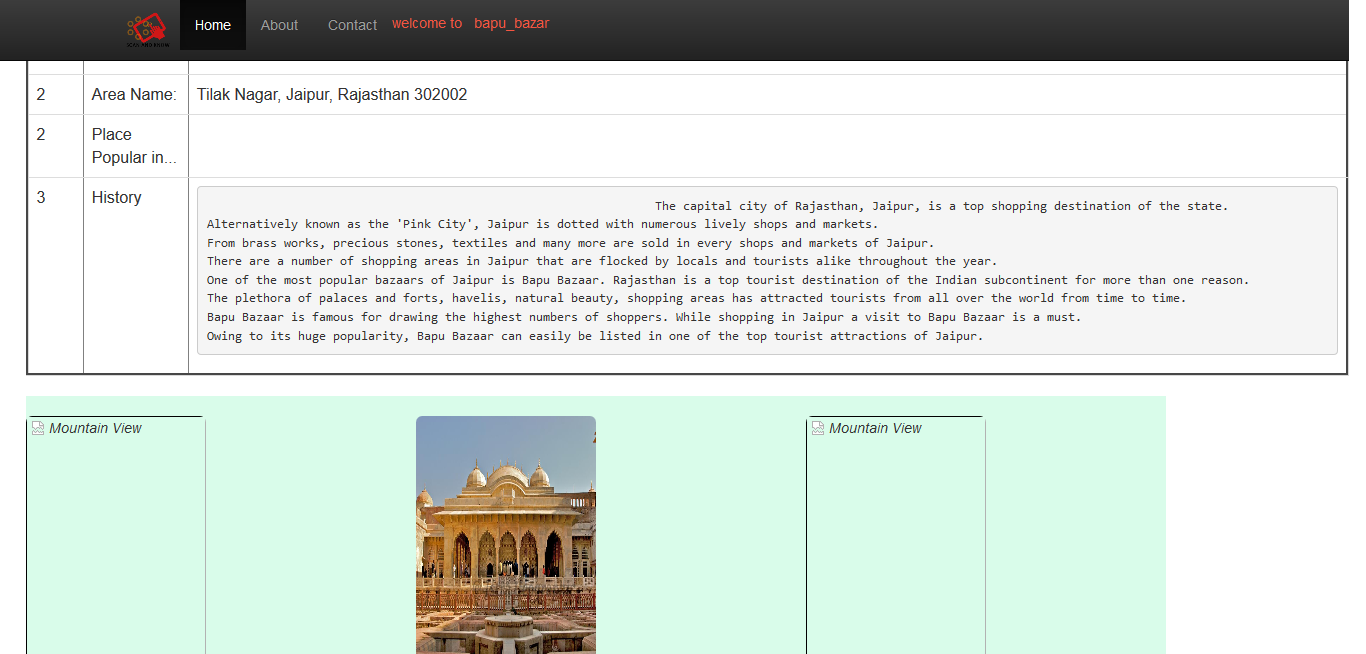 Home About Contact welcome to bapu_bazar
2 Area Name: Tilak Nagar, Jaipur, Rajasthan 302002
2 Place
Popular in...
3 History
The capital city of Rajasthan, Jaipur, is a top shopping destination of the state.
Alternatively known as the 'Pink City', Jaipur is dotted with numerous lively shops and markets.
From brass works, precious stones, textiles and many more are sold in every shops and markets of Jaipur.
There are a number of shopping areas in Jaipur that are flocked by locals and tourists alike throughout the year.
One of the most popular bazaars of Jaipur is Bapu Bazaar. Rajasthan is a top tourist destination of the Indian subcontinent for more than one reason.
The plethora of palaces and forts, havelis, natural beauty, shopping areas has attracted tourists from all over the world from time to time.
Bapu Bazaar is famous for drawing the highest numbers of shoppers. While shopping in Jaipur a visit to Bapu Bazaar is a must.
Owing to its huge popularity, Bapu Bazaar can easily be listed in one of the top tourist attractions of Jaipur.
Mountain View Mountain View